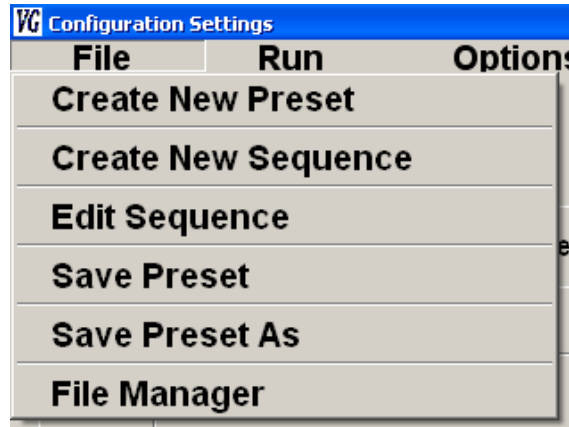 VG Configuration Settings
File Run Options
Create New Preset
Create New Sequence
Edit Sequence
Save Preset
Save Preset As
File Manager